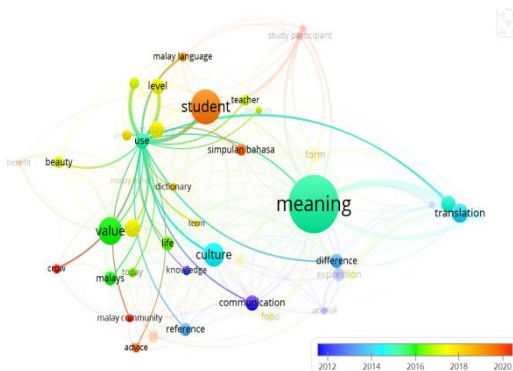 study participant
malay language
level
student
teacher
use
simpulan bahasa
form
benefit
beauty
dictionary
meaning
term
translation
value
life
culture
difference
crow
malays
today
knowledge
expression
communication
animal
malay cummunity
food
reference
advice
2012 2014 2016 2018 2020